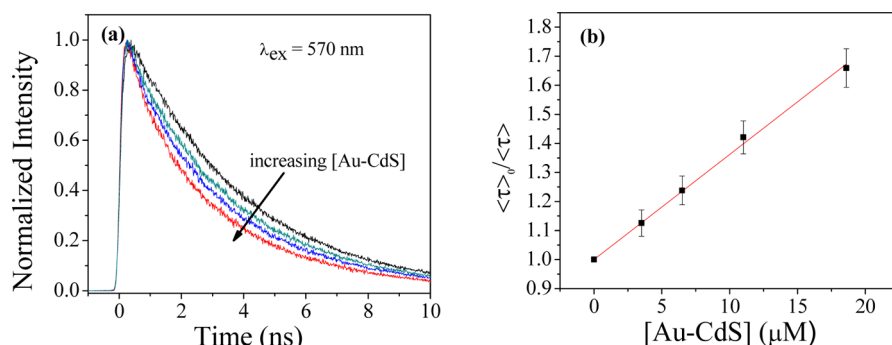 (a)
λex = 570 nm
increasing [Au-CdS]
Normalized Intensity
1.0
0.8
0.6
0.4
0.2
0.0
0 2 4 6 8 10
Time (ns)
(b)
<τ>0/<τ>
1.8
1.7
1.6
1.5
1.4
1.3
1.2
1.1
1.0
0.9
0 5 10 15 20
[Au-CdS] (μM)